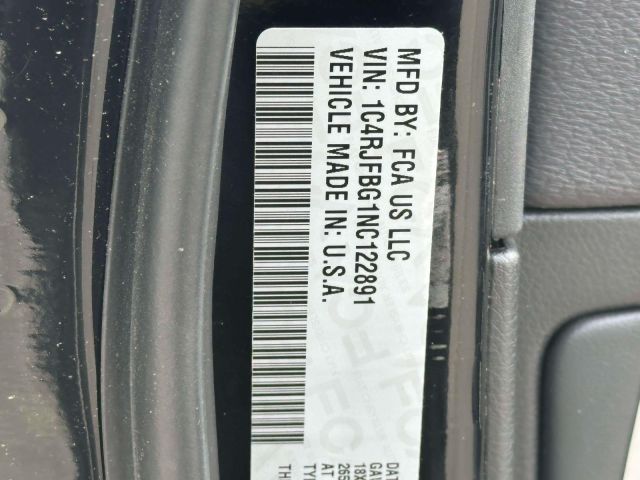 MFD BY: FCA US LLC
VIN: 1C4RJFBG1NC122891
VEHICLE MADE IN: U.S.A.